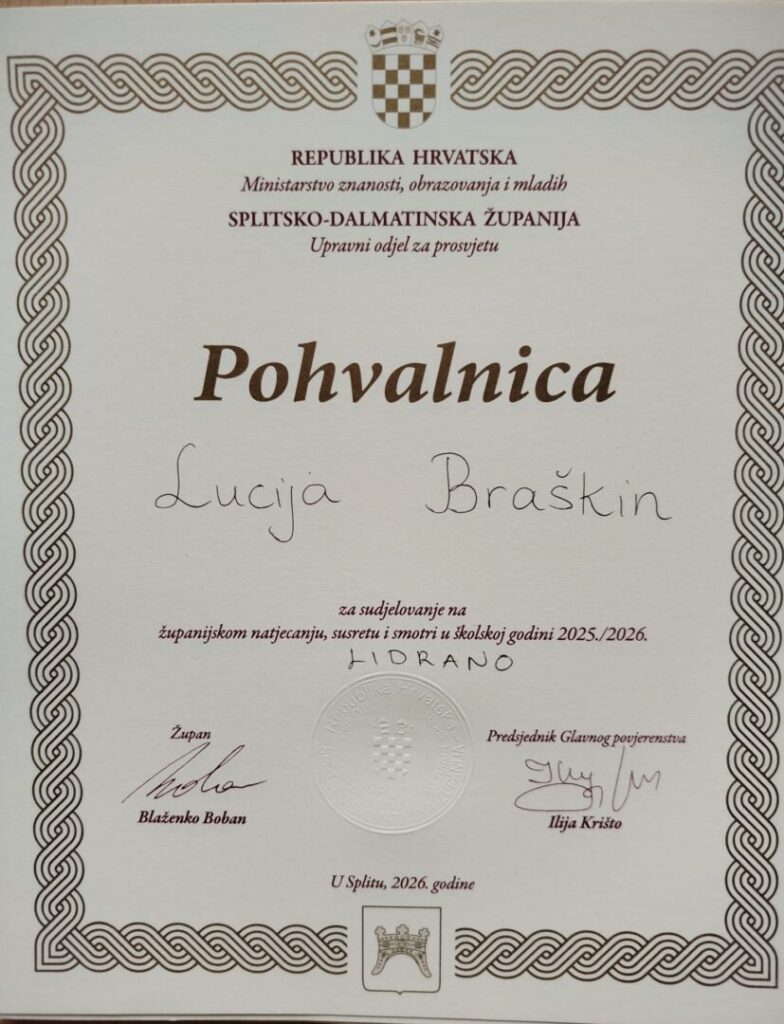 REPUBLIKA HRVATSKA
Ministarstvo znanosti, obrazovanja i mladih
SPLITSKO-DALMATINSKA ŽUPANIJA
Upravni odjel za prosvjetu
Pohvalnica
Lucija Braškin
za sudjelovanje na
županijskom natjecanju, susretu i smotri u školskoj godini 2025./2026.
LIDRANO
Republika Hrvatska
Župan
Predsjednik Glavnog povjerenstva
Blaženko Boban
Ilija Krišto
U Splitu, 2026. godine